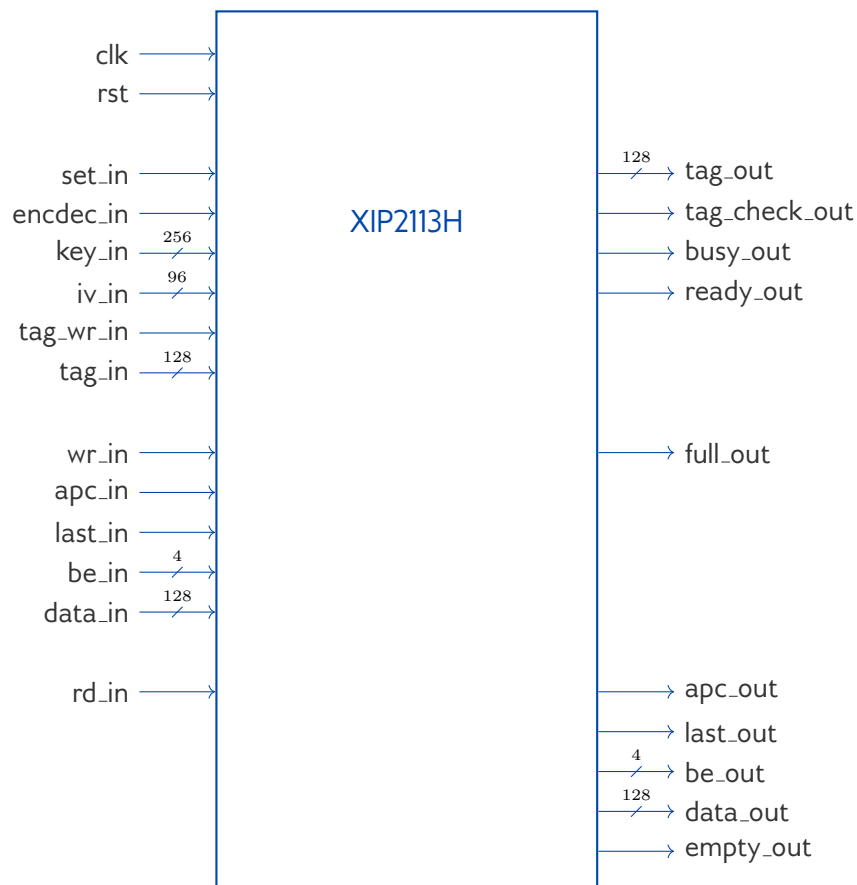 clk
rst
set_in
encdec_in
256
key_in
96
iv_in
tag_wr_in
128
tag_in
wr_in
apc_in
last_in
4
be_in
128
data_in
rd_in
XIP2113H
128
tag_out
tag_check_out
busy_out
ready_out
full_out
apc_out
last_out
4
be_out
128
data_out
empty_out